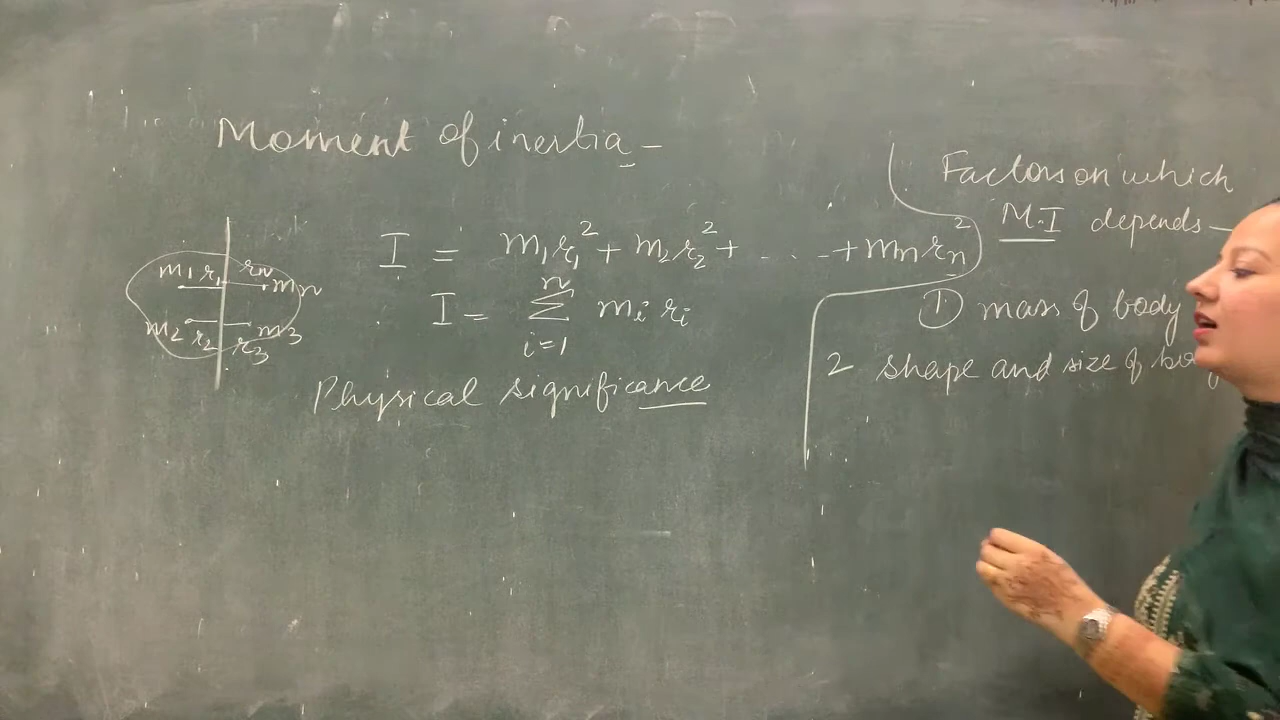 Moment of inertia -
m₁ r₁ rn mn
m₂ r₂ r₃ m₃
I = m₁r₁² + m₂r₂² + . . . . + mnrn²
I = n∑i=1 mi ri
Physical significance
Factors on which
M.I depends -
① mass of body
2 shape and size of body